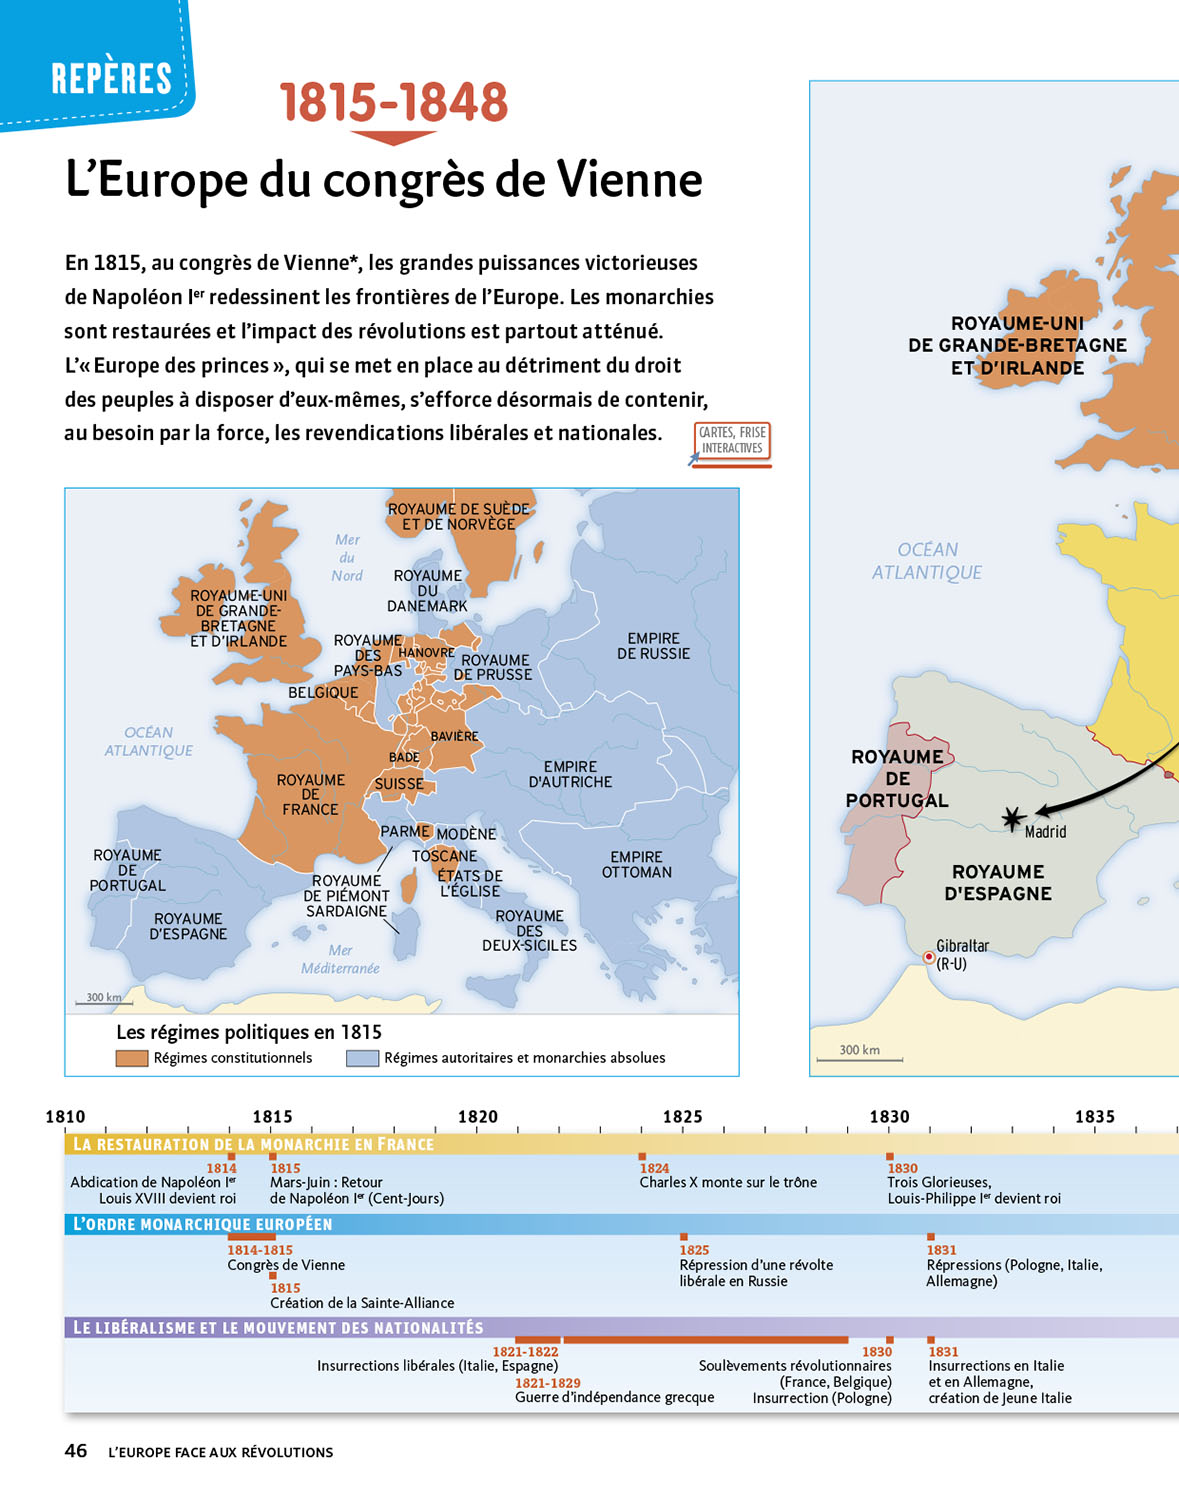 REPÈRES
1815-1848
L'Europe du congrès de Vienne
En 1815, au congrès de Vienne*, les grandes puissances victorieuses
de Napoléon Ier redessinent les frontières de l'Europe. Les monarchies
sont restaurées et l'impact des révolutions est partout atténué.
L'« Europe des princes », qui se met en place au détriment du droit
des peuples à disposer d'eux-mêmes, s'efforce désormais de contenir,
au besoin par la force, les revendications libérales et nationales.
CARTES, FRISE
INTERACTIVES
ROYAUME DE SUÈDE
ET DE NORVÈGE
Mer
du
Nord
ROYAUME
DU
DANEMARK
ROYAUME-UNI
DE GRANDE-
BRETAGNE
ET D'IRLANDE
ROYAUME
DES
PAYS-BAS
HANOVRE
ROYAUME
DE PRUSSE
EMPIRE
DE RUSSIE
BELGIQUE
OCÉAN
ATLANTIQUE
BAVIÈRE
BADE
SUISSE
ROYAUME
DE
FRANCE
EMPIRE
D'AUTRICHE
PARME
MODÈNE
TOSCANE
ÉTATS DE
L'ÉGLISE
EMPIRE
OTTOMAN
ROYAUME
DE
PORTUGAL
ROYAUME
D'ESPAGNE
ROYAUME
DE PIÉMONT
SARDAIGNE
ROYAUME
DES
DEUX-SICILES
Mer
Méditerranée
300 km
Les régimes politiques en 1815
Régimes constitutionnels
Régimes autoritaires et monarchies absolues
ROYAUME-UNI
DE GRANDE-BRETAGNE
ET D'IRLANDE
OCÉAN
ATLANTIQUE
ROYAUME
DE
PORTUGAL
Madrid
ROYAUME
D'ESPAGNE
Gibraltar
(R-U)
300 km
1810 1815 1820 1825 1830 1835
LA RESTAURATION DE LA MONARCHIE EN FRANCE
1814
Abdication de Napoléon Ier
Louis XVIII devient roi
1815
Mars-Juin : Retour
de Napoléon Ier (Cent-Jours)
1824
Charles X monte sur le trône
1830
Trois Glorieuses,
Louis-Philippe Ier devient roi
L'ORDRE MONARCHIQUE EUROPÉEN
1814-1815
Congrès de Vienne
1815
Création de la Sainte-Alliance
1825
Répression d'une révolte
libérale en Russie
1831
Répressions (Pologne, Italie,
Allemagne)
LE LIBÉRALISME ET LE MOUVEMENT DES NATIONALITÉS
1821-1822
Insurrections libérales (Italie, Espagne)
1821-1829
Guerre d'indépendance grecque
1830
Soulèvements révolutionnaires
(France, Belgique)
Insurrection (Pologne)
1831
Insurrections en Italie
et en Allemagne,
création de Jeune Italie
46 L'EUROPE FACE AUX RÉVOLUTIONS